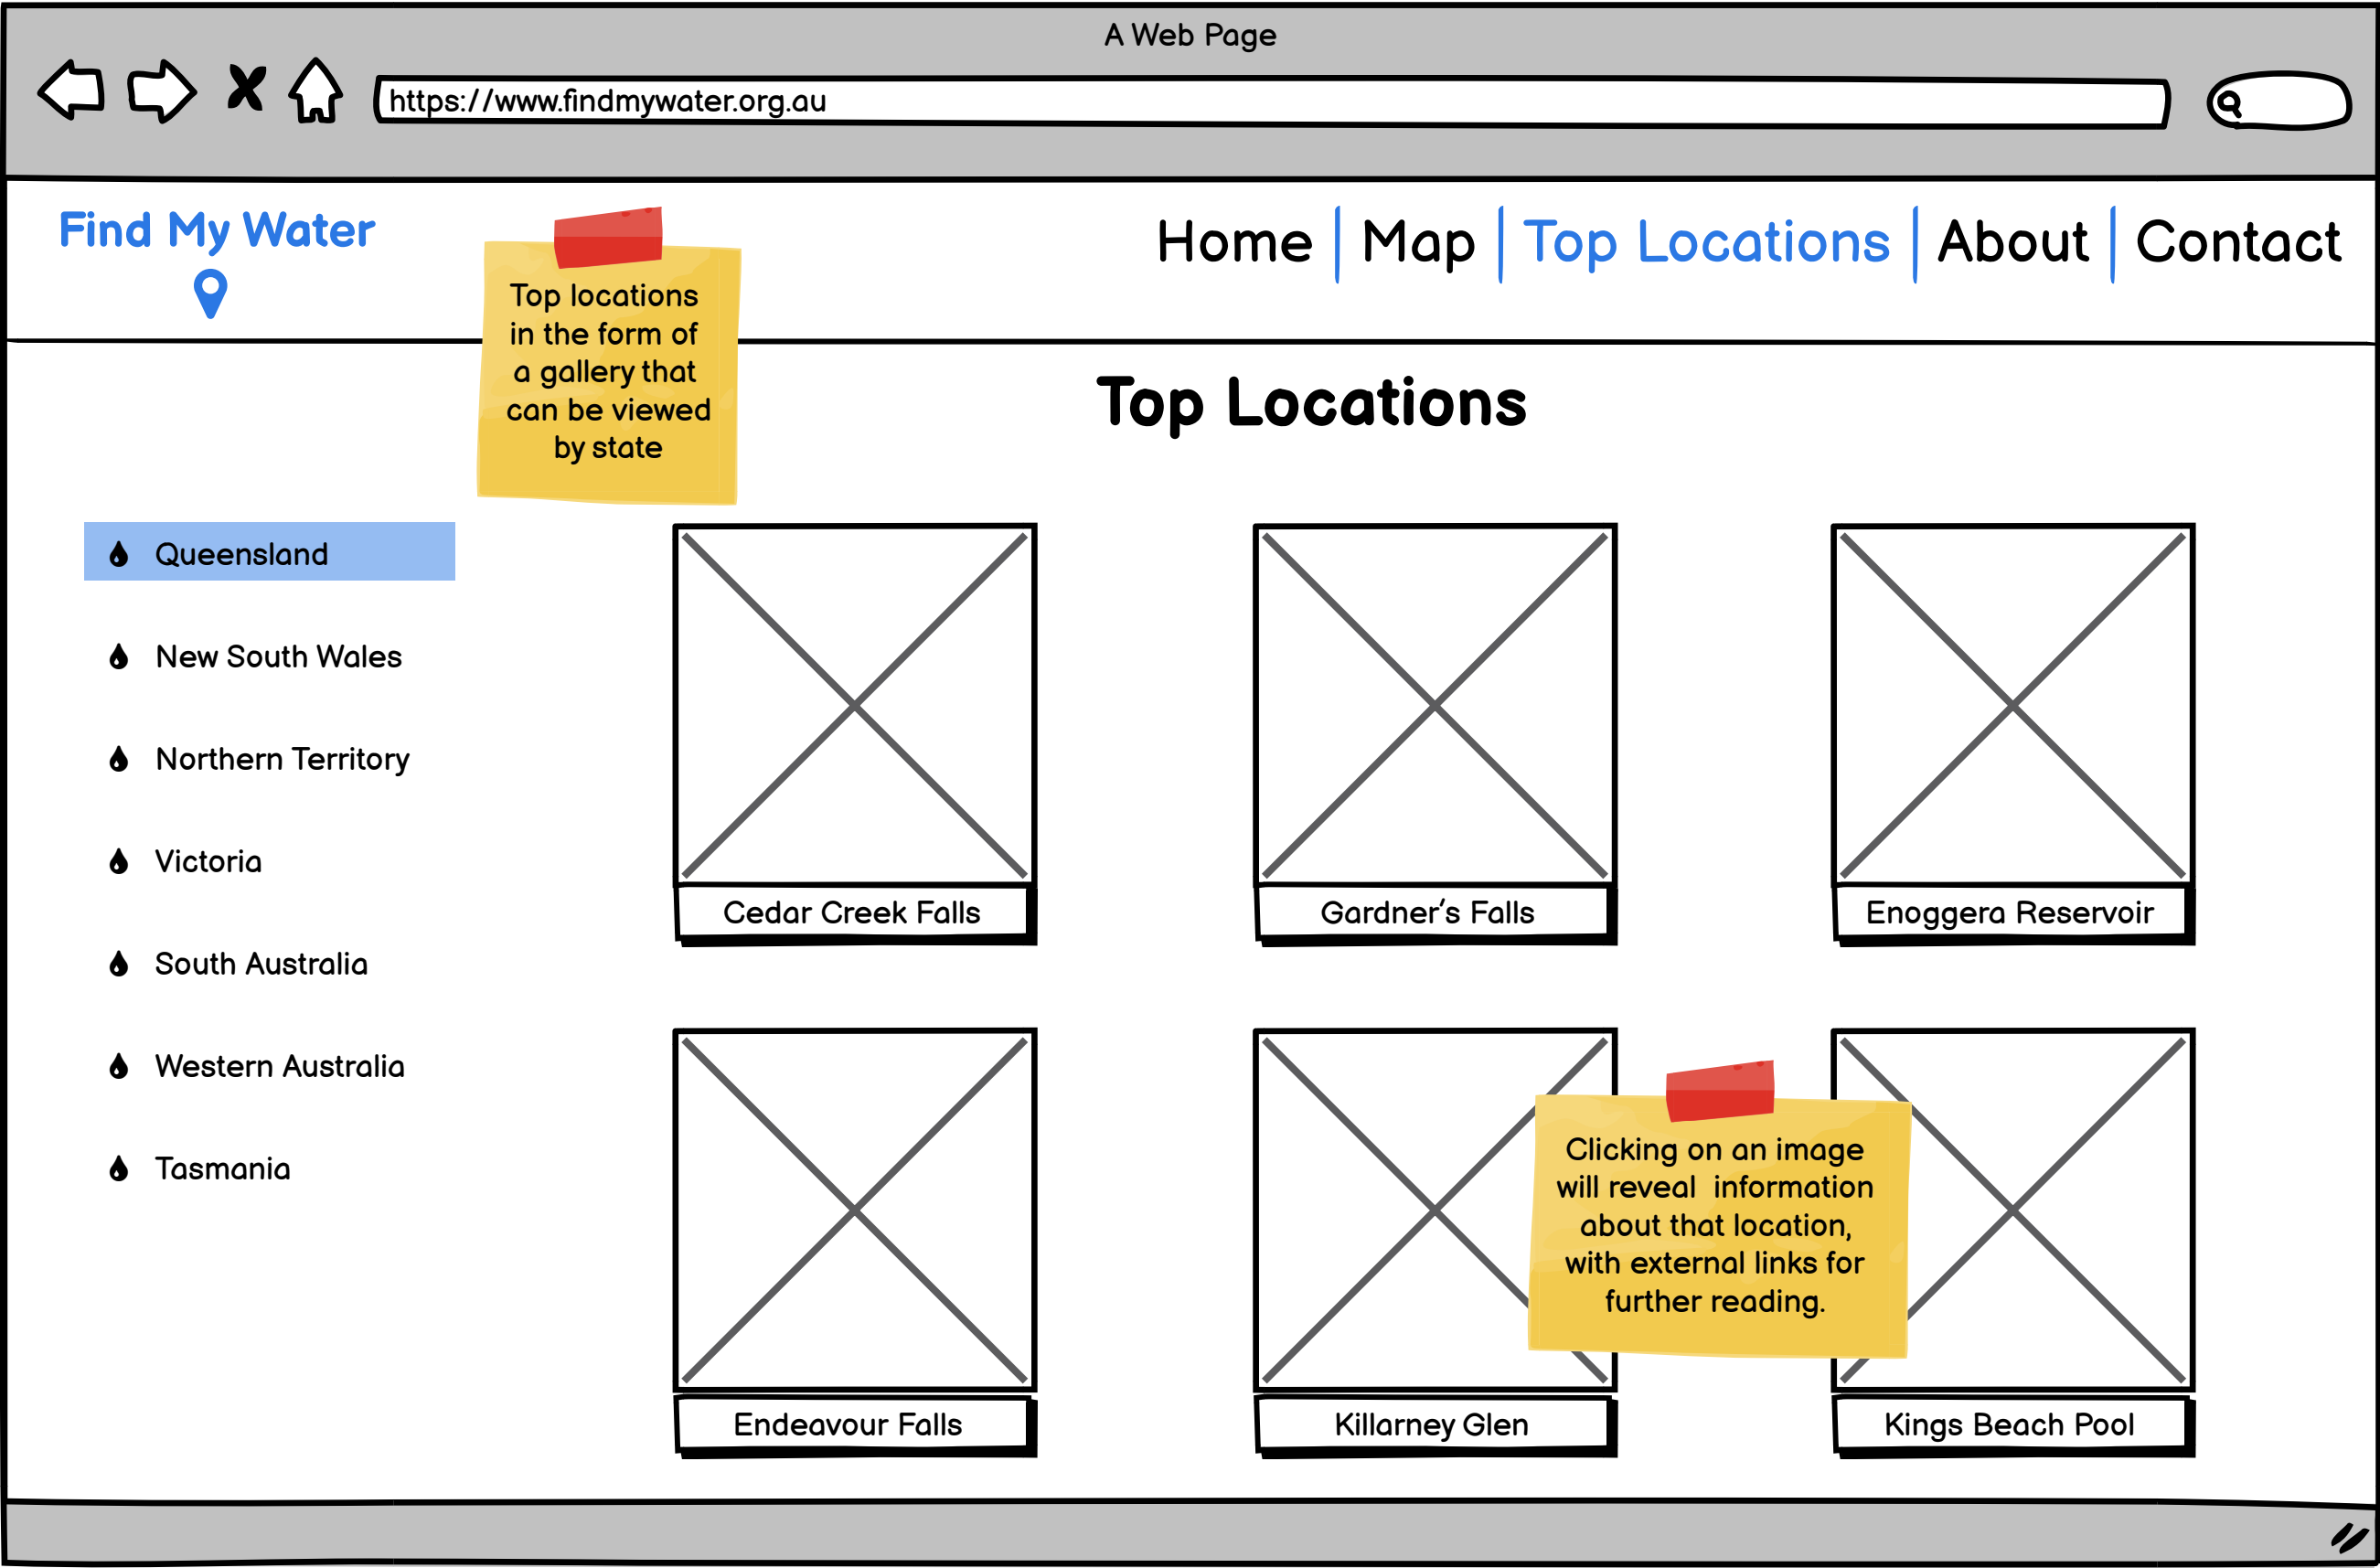 A Web Page
https://www.findmywater.org.au
Find My Water
Home
Map
Top Locations
About
Contact
Top locations
in the form of
a gallery that
can be viewed
by state
Top Locations
Queensland
New South Wales
Northern Territory
Victoria
South Australia
Western Australia
Tasmania
Cedar Creek Falls
Gardner's Falls
Enoggera Reservoir
Clicking on an image
will reveal  information
about that location,
with external links for
further reading.
Endeavour Falls
Killarney Glen
Kings Beach Pool